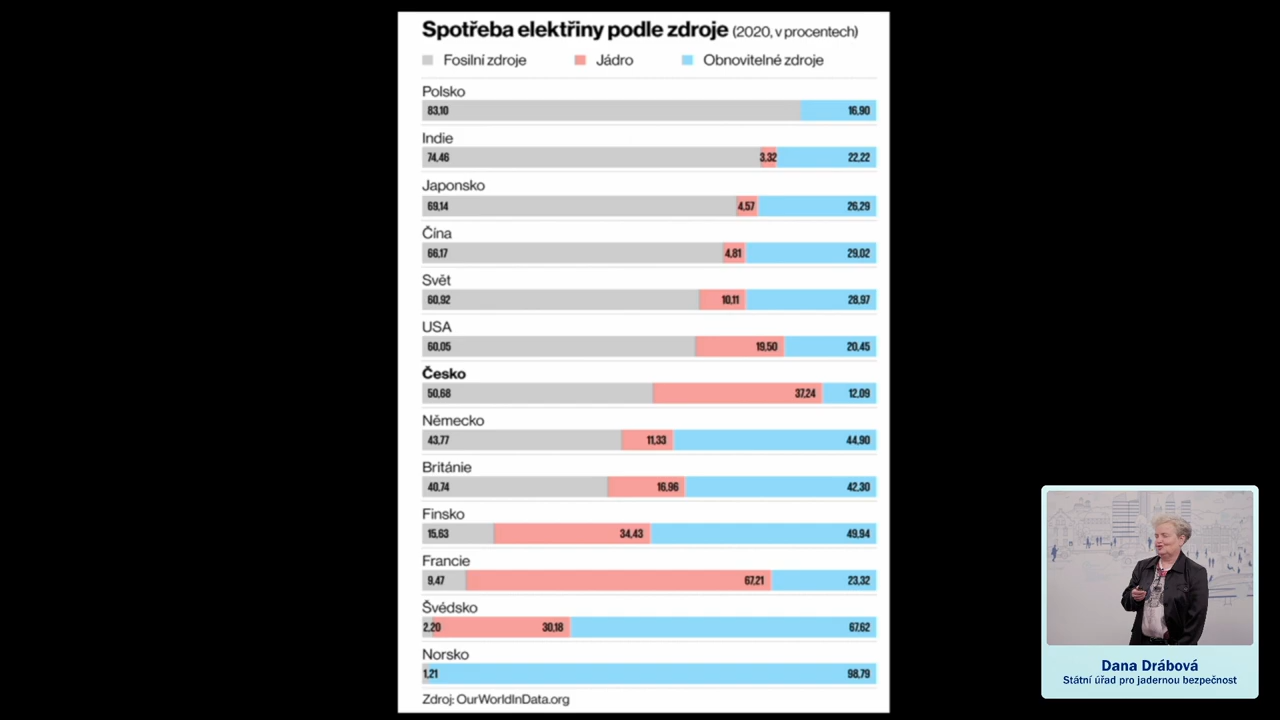 Spotřeba elektřiny podle zdroje (2020, v procentech)
Fosilní zdroje Jádro Obnovitelné zdroje
Polsko
83,10 16,90
Indie
74,46 3,32 22,22
Japonsko
69,14 4,57 26,29
Čína
66,17 4,81 29,02
Svět
60,92 10,11 28,97
USA
60,05 19,50 20,45
Česko
50,68 37,24 12,09
Německo
43,77 11,33 44,90
Británie
40,74 16,96 42,30
Finsko
15,63 34,43 49,94
Francie
9,47 67,21 23,32
Švédsko
2,20 30,18 67,62
Norsko
1,21 98,79
Zdroj: OurWorldInData.org
Dana Drábová
Státní úřad pro jadernou bezpečnost